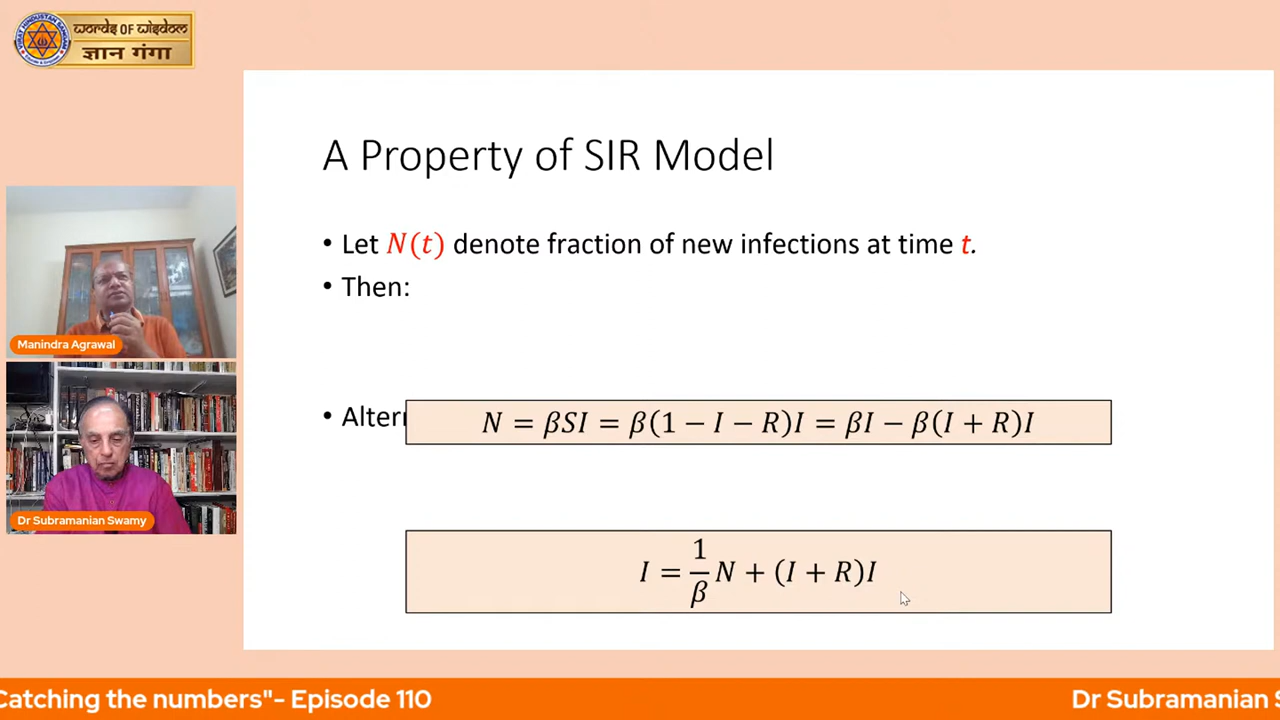 WORDS OF WISDOM
ज्ञान गंगा
A Property of SIR Model
• Let N(t) denote fraction of new infections at time t.
• Then:
Manindra Agrawal
• Altern
N = βSI = β(1 − I − R)I = βI − β(I + R)I
Dr Subramanian Swamy
I = 1/β N + (I + R)I
Catching the numbers"- Episode 110
Dr Subramanian S